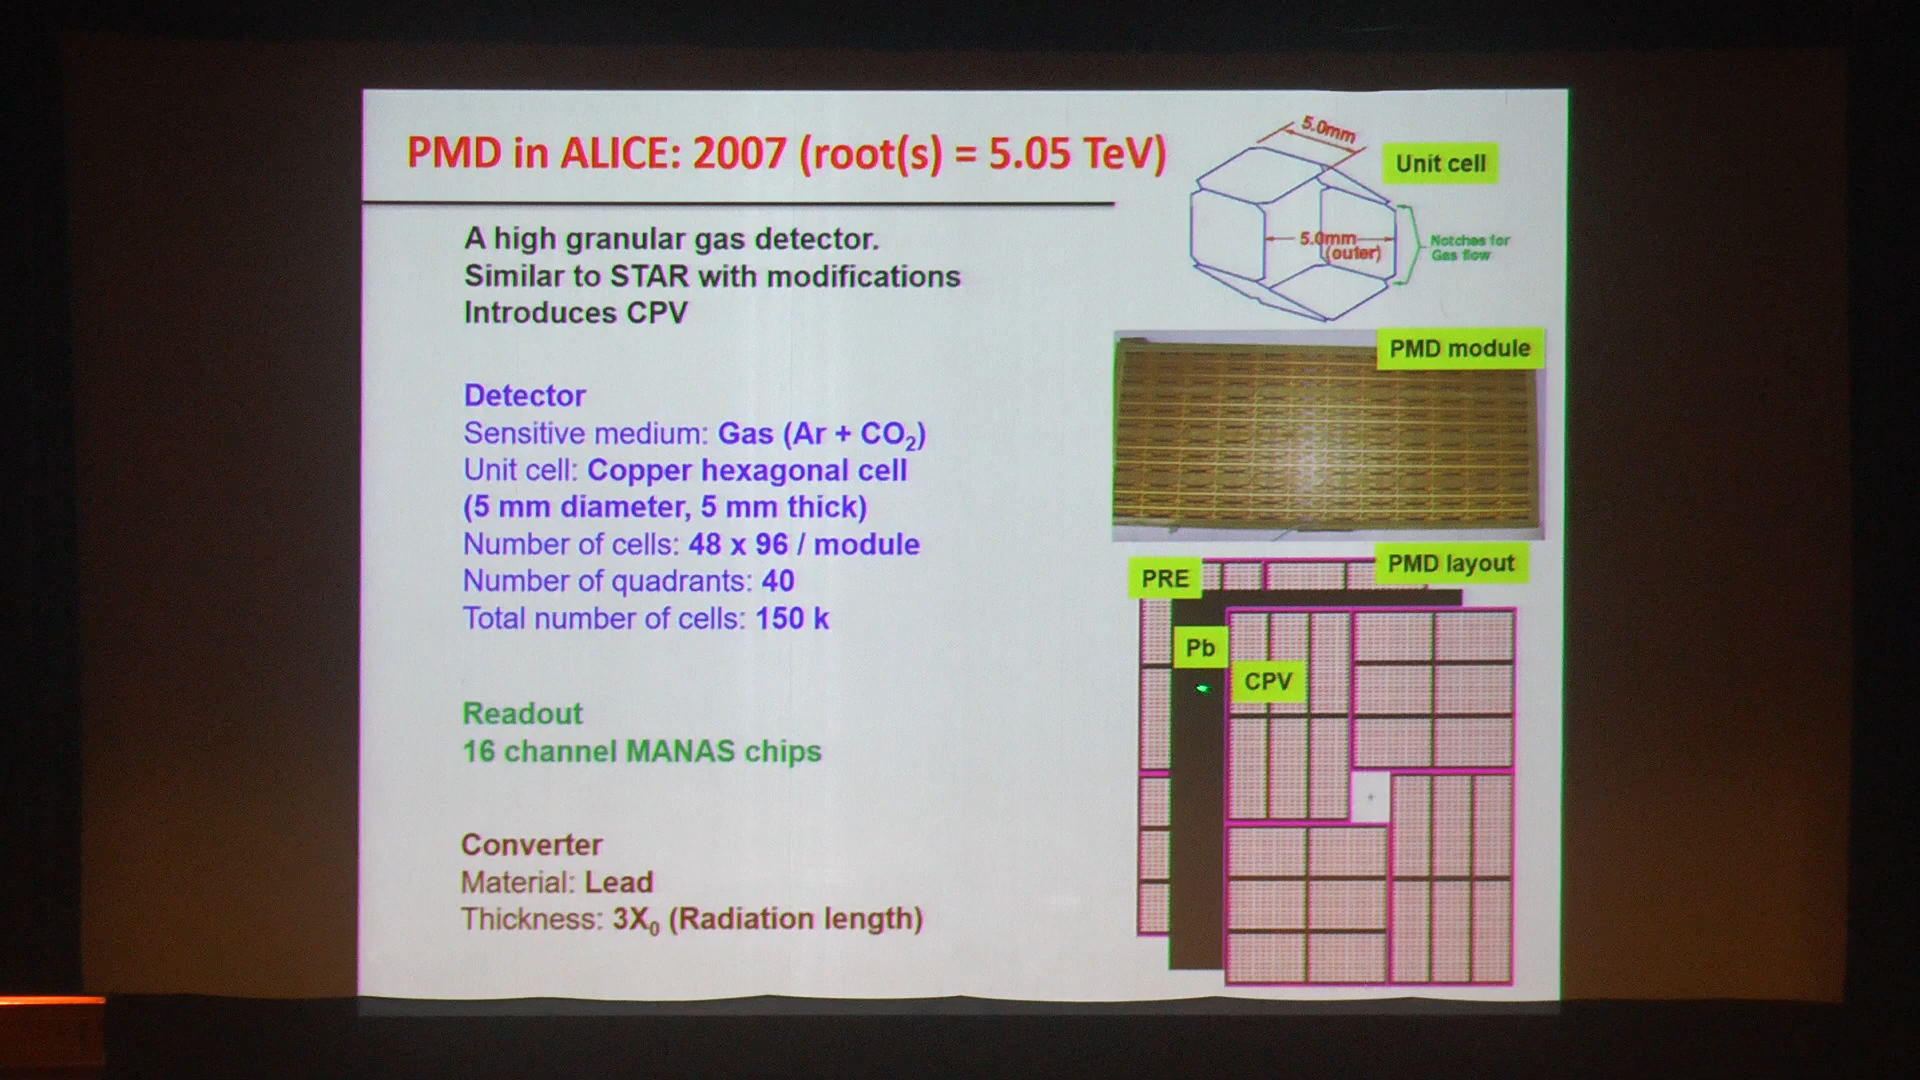 PMD in ALICE: 2007 (root(s) = 5.05 TeV)
A high granular gas detector.
Similar to STAR with modifications
Introduces CPV
Detector
Sensitive medium: Gas (Ar + CO₂)
Unit cell: Copper hexagonal cell
(5 mm diameter, 5 mm thick)
Number of cells: 48 x 96 / module
Number of quadrants: 40
Total number of cells: 150 k
Readout
16 channel MANAS chips
Converter
Material: Lead
Thickness: 3X₀ (Radiation length)
5.0mm
Unit cell
5.0mm
(outer)
Notches for
Gas flow
PMD module
PMD layout
PRE
Pb
CPV